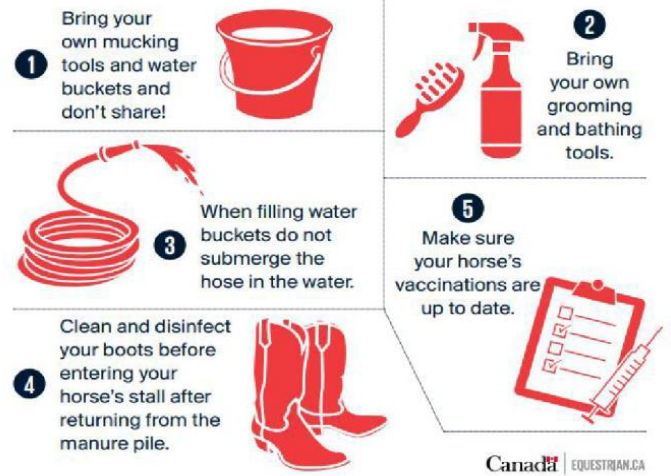 1
Bring your
own mucking
tools and water
buckets and
don't share!
2
Bring
your own
grooming
and bathing
tools.
3
When filling water
buckets do not
submerge the
hose in the water.
4
Clean and disinfect
your boots before
entering your
horse's stall after
returning from the
manure pile.
5
Make sure
your horse's
vaccinations are
up to date.
Canada
EQUESTRIAN.CA